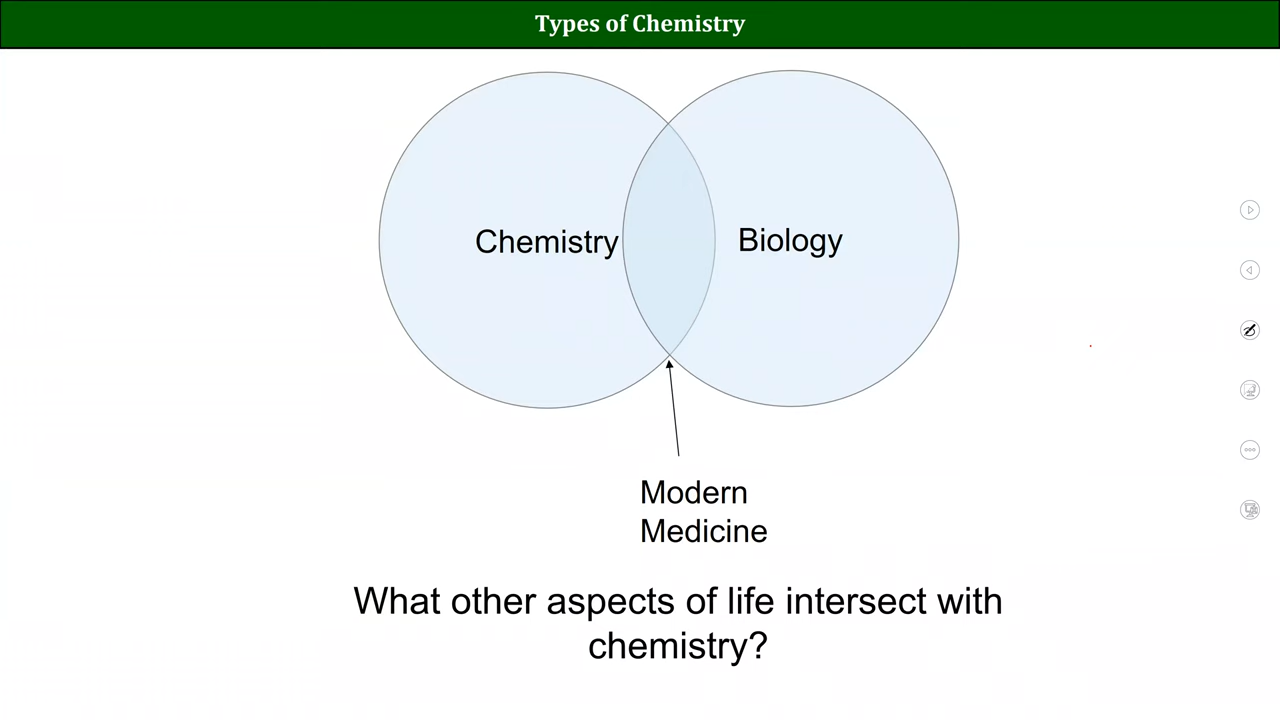 Types of Chemistry
Chemistry
Biology
Modern
Medicine
What other aspects of life intersect with
chemistry?